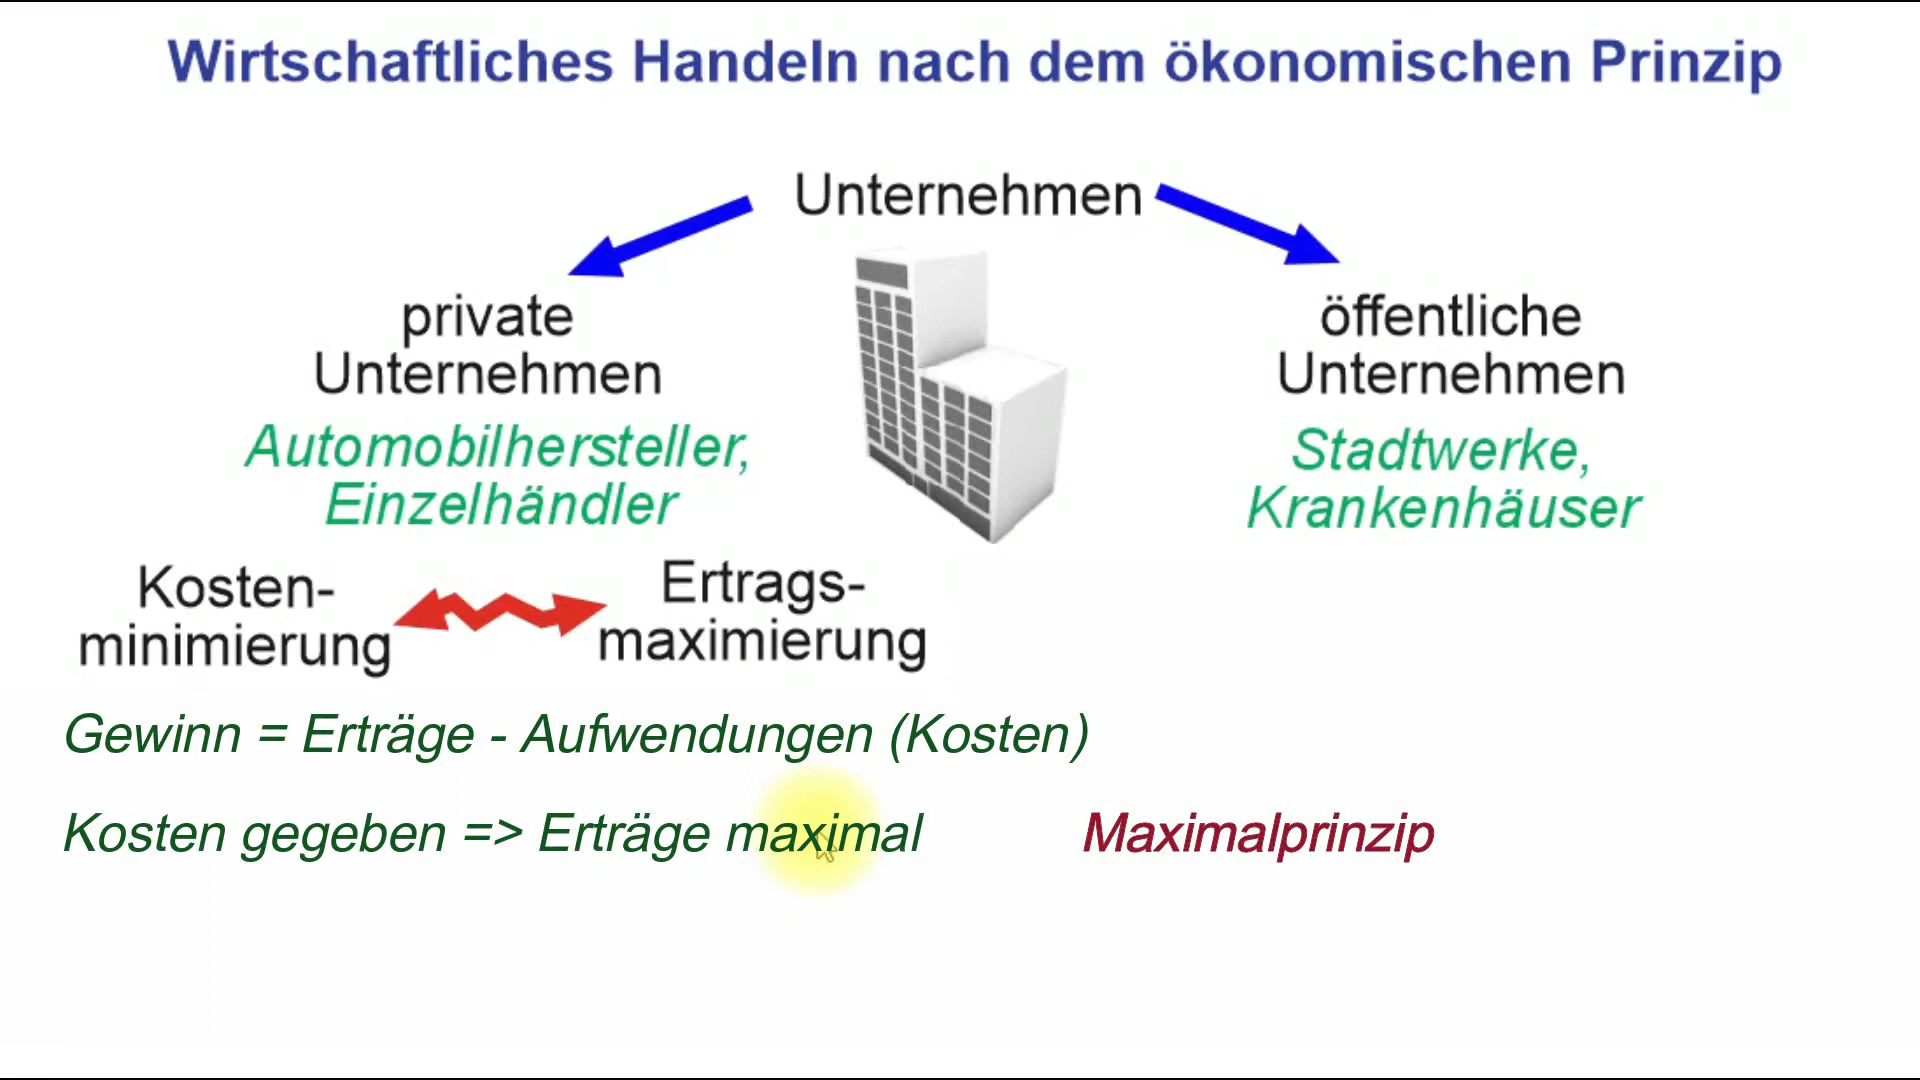 Wirtschaftliches Handeln nach dem ökonomischen Prinzip
Unternehmen
private
Unternehmen
Automobilhersteller,
Einzelhändler
öffentliche
Unternehmen
Stadtwerke,
Krankenhäuser
Kosten-
minimierung
Ertrags-
maximierung
Gewinn = Erträge - Aufwendungen (Kosten)
Kosten gegeben => Erträge maximal
Maximalprinzip